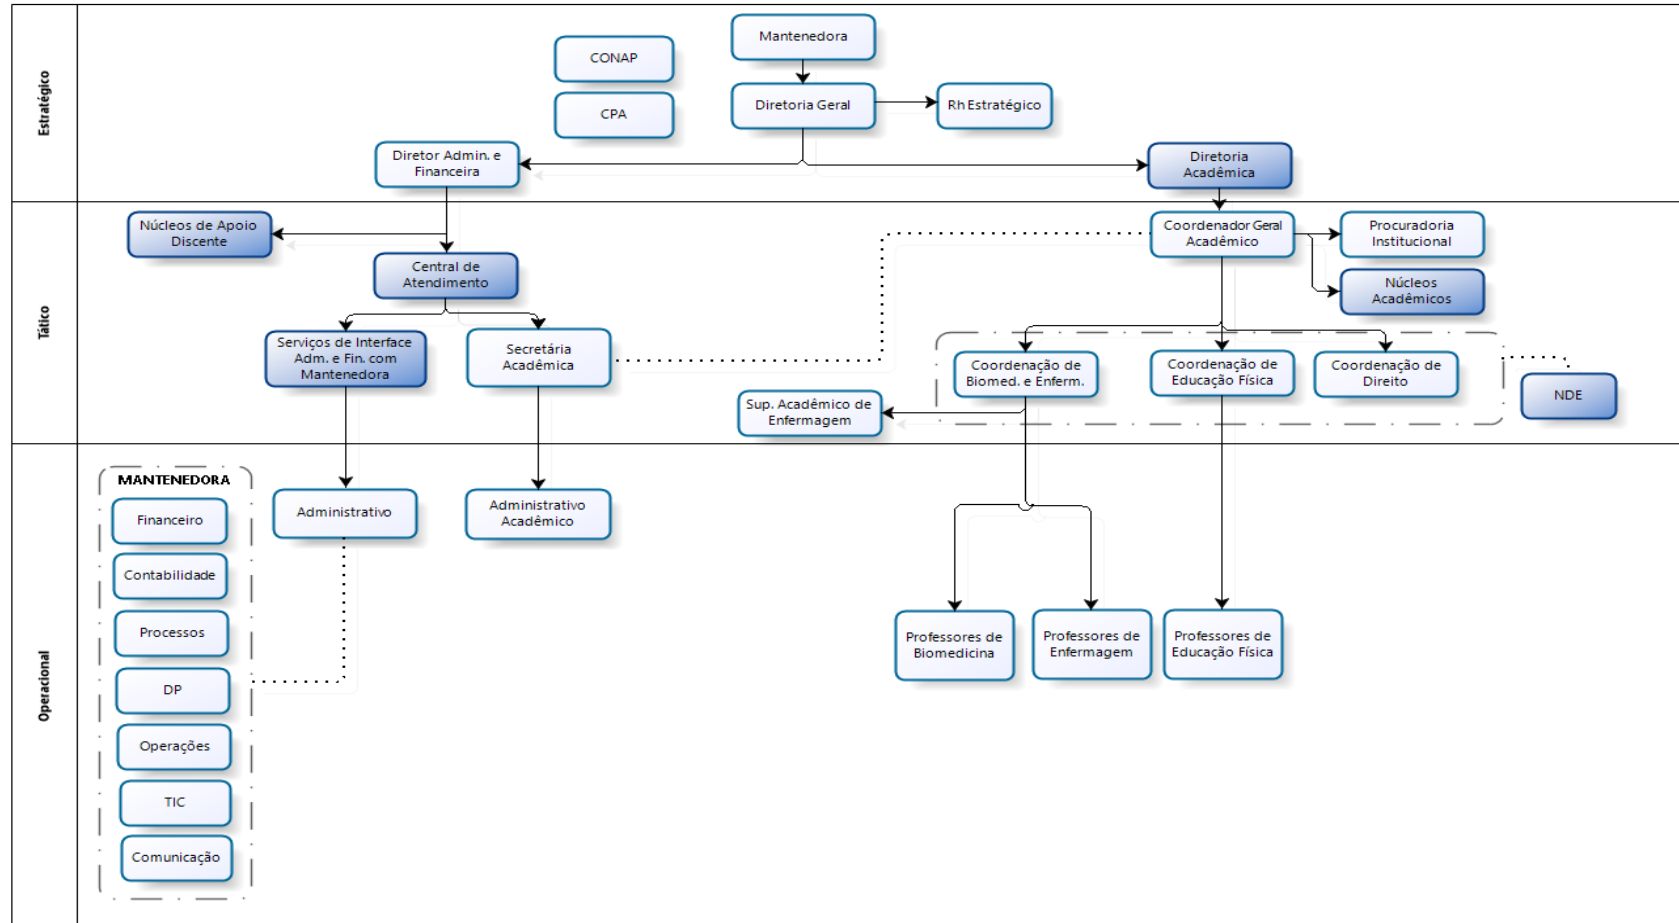 Estratégico
Mantenedora
CONAP
CPA
Diretoria Geral
Rh Estratégico
Diretor Admin. e
Financeira
Diretoria
Acadêmica
Tático
Núcleos de Apoio
Discente
Coordenador Geral
Acadêmico
Procuradoria
Institucional
Central de
Atendimento
Núcleos
Acadêmicos
Serviços de Interface
Adm. e Fin. com
Mantenedora
Secretária
Acadêmica
Coordenação de
Biomed. e Enferm.
Coordenação de
Educação Física
Coordenação de
Direito
NDE
Sup. Acadêmico de
Enfermagem
Operacional
MANTENEDORA
Financeiro
Contabilidade
Processos
DP
Operações
TIC
Comunicação
Administrativo
Administrativo
Acadêmico
Professores de
Biomedicina
Professores de
Enfermagem
Professores de
Educação Física